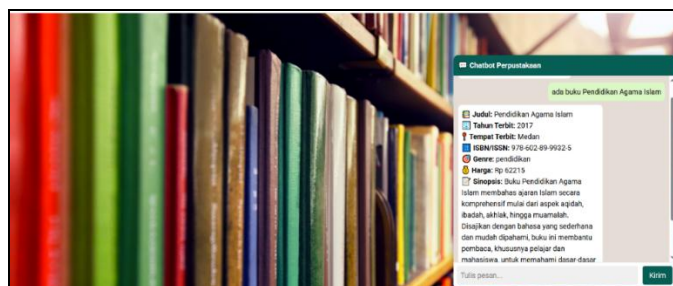 Chatbot Perpustakaan
ada buku Pendidikan Agama Islam
Judul: Pendidikan Agama Islam
Tahun Terbit: 2017
Tempat Terbit: Medan
ISBN/ISSN: 978-602-89-9932-5
Genre: pendidikan
Harga: Rp 62215
Sinopsis: Buku Pendidikan Agama
Islam membahas ajaran Islam secara
komprehensif mulai dari aspek aqidah,
ibadah, akhlak, hingga muamalah.
Disajikan dengan bahasa yang sederhana
dan mudah dipahami, buku ini membantu
pembaca, khususnya pelajar dan
mahasiswa, untuk memahami dasar-dasar
Tulis pesan...
Kirim